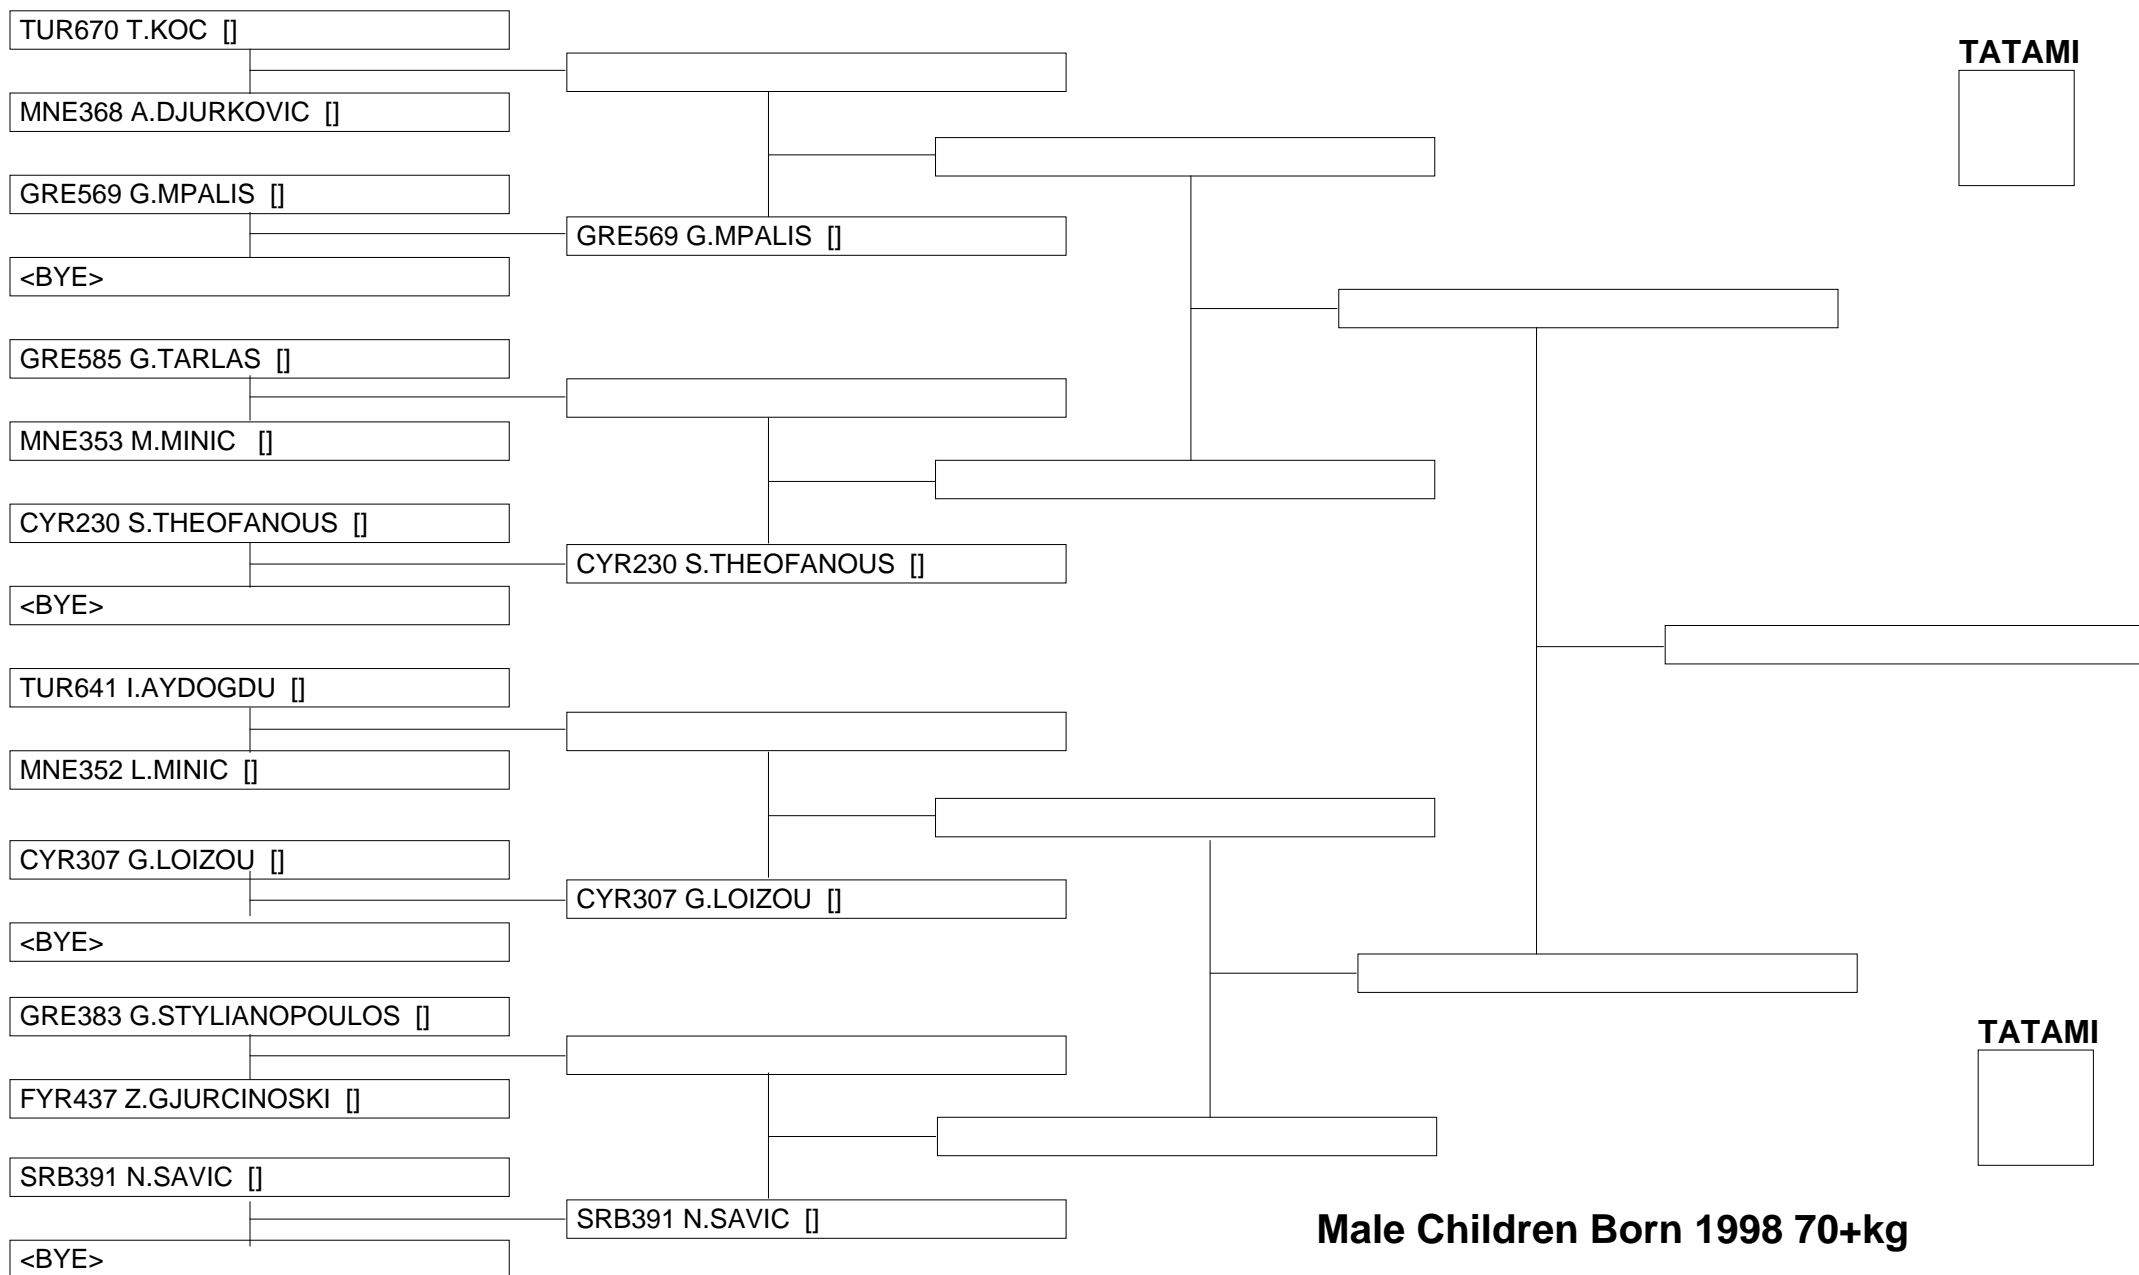 TUR670 T.KOC []
TATAMI
MNE368 A.DJURKOVIC []
GRE569 G.MPALIS []
GRE569 G.MPALIS []
<BYE>
GRE585 G.TARLAS []
MNE353 M.MINIC []
CYR230 S.THEOFANOUS []
CYR230 S.THEOFANOUS []
<BYE>
TUR641 I.AYDOGDU []
MNE352 L.MINIC []
CYR307 G.LOIZOU []
CYR307 G.LOIZOU []
<BYE>
GRE383 G.STYLIANOPOULOS []
TATAMI
FYR437 Z.GJURCINOSKI []
SRB391 N.SAVIC []
SRB391 N.SAVIC []
Male Children Born 1998 70+kg
<BYE>